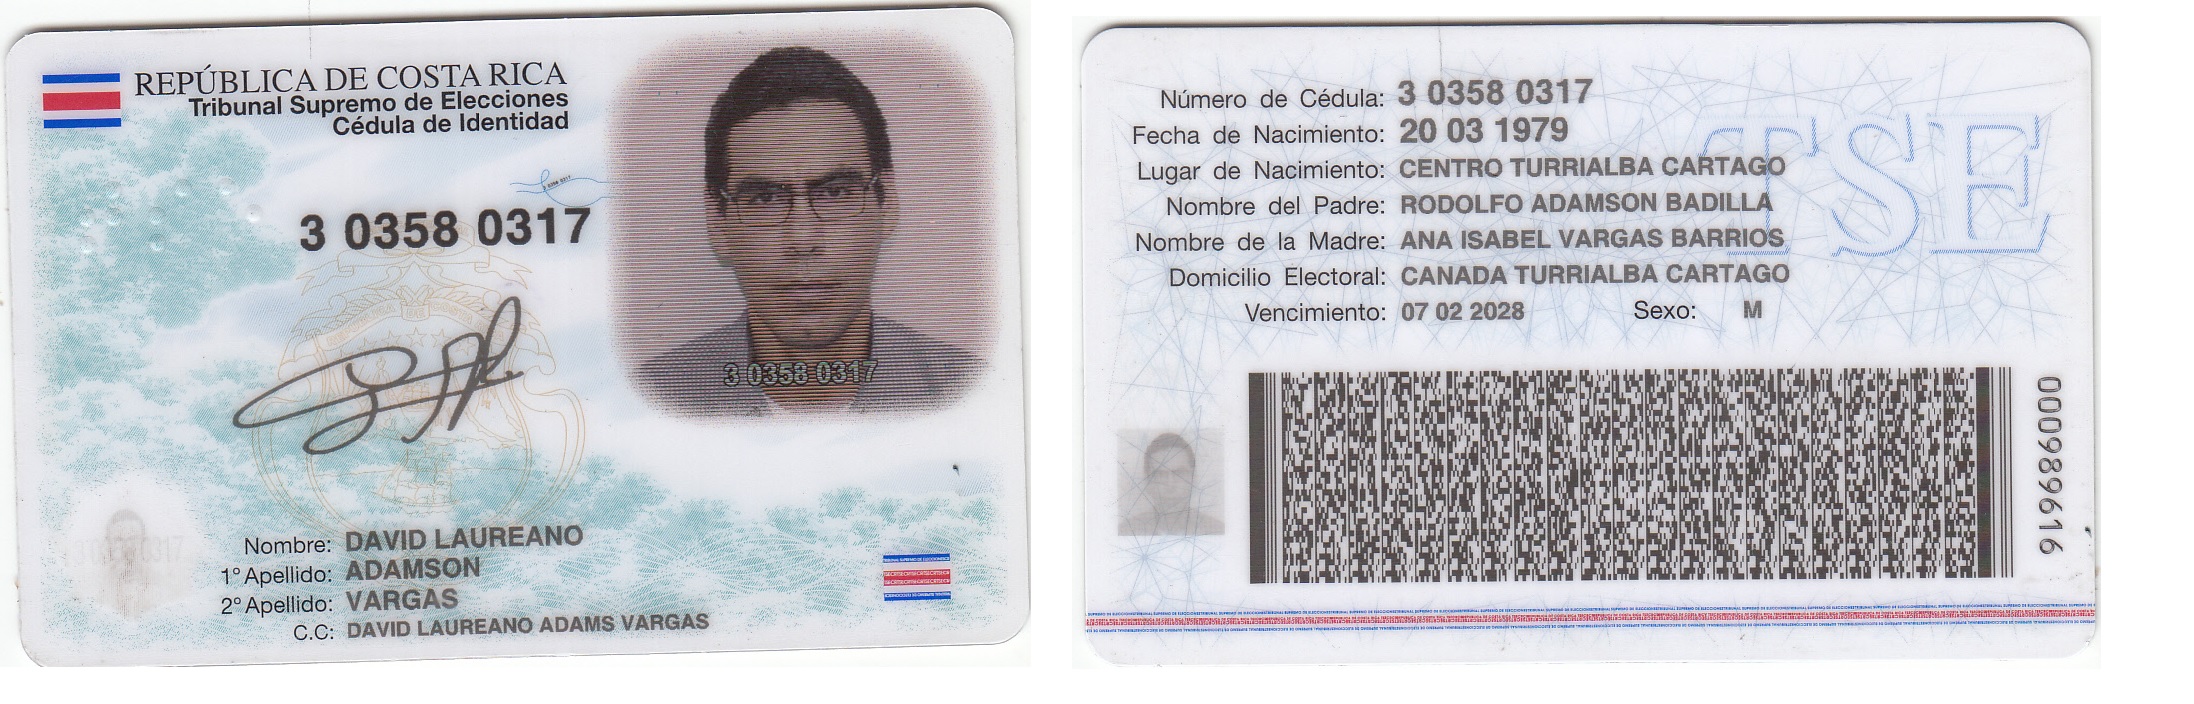 REPÚBLICA DE COSTA RICA
Tribunal Supremo de Elecciones
Cédula de Identidad
3 0358 0317
3 0358 0317
Nombre: DAVID LAUREANO
1° Apellido: ADAMSON
2° Apellido: VARGAS
C.C: DAVID LAUREANO ADAMS VARGAS
Número de Cédula: 3 0358 0317
Fecha de Nacimiento: 20 03 1979
Lugar de Nacimiento: CENTRO TURRIALBA CARTAGO
Nombre del Padre: RODOLFO ADAMSON BADILLA
Nombre de la Madre: ANA ISABEL VARGAS BARRIOS
Domicilio Electoral: CANADA TURRIALBA CARTAGO
Vencimiento: 07 02 2028 Sexo: M
TSE
000989616